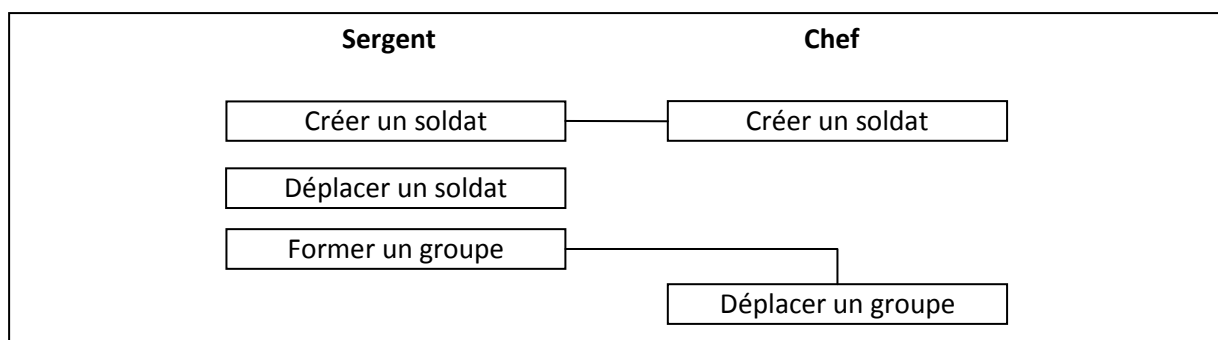 Sergent Chef
Créer un soldat Créer un soldat
Déplacer un soldat
Former un groupe
Déplacer un groupe